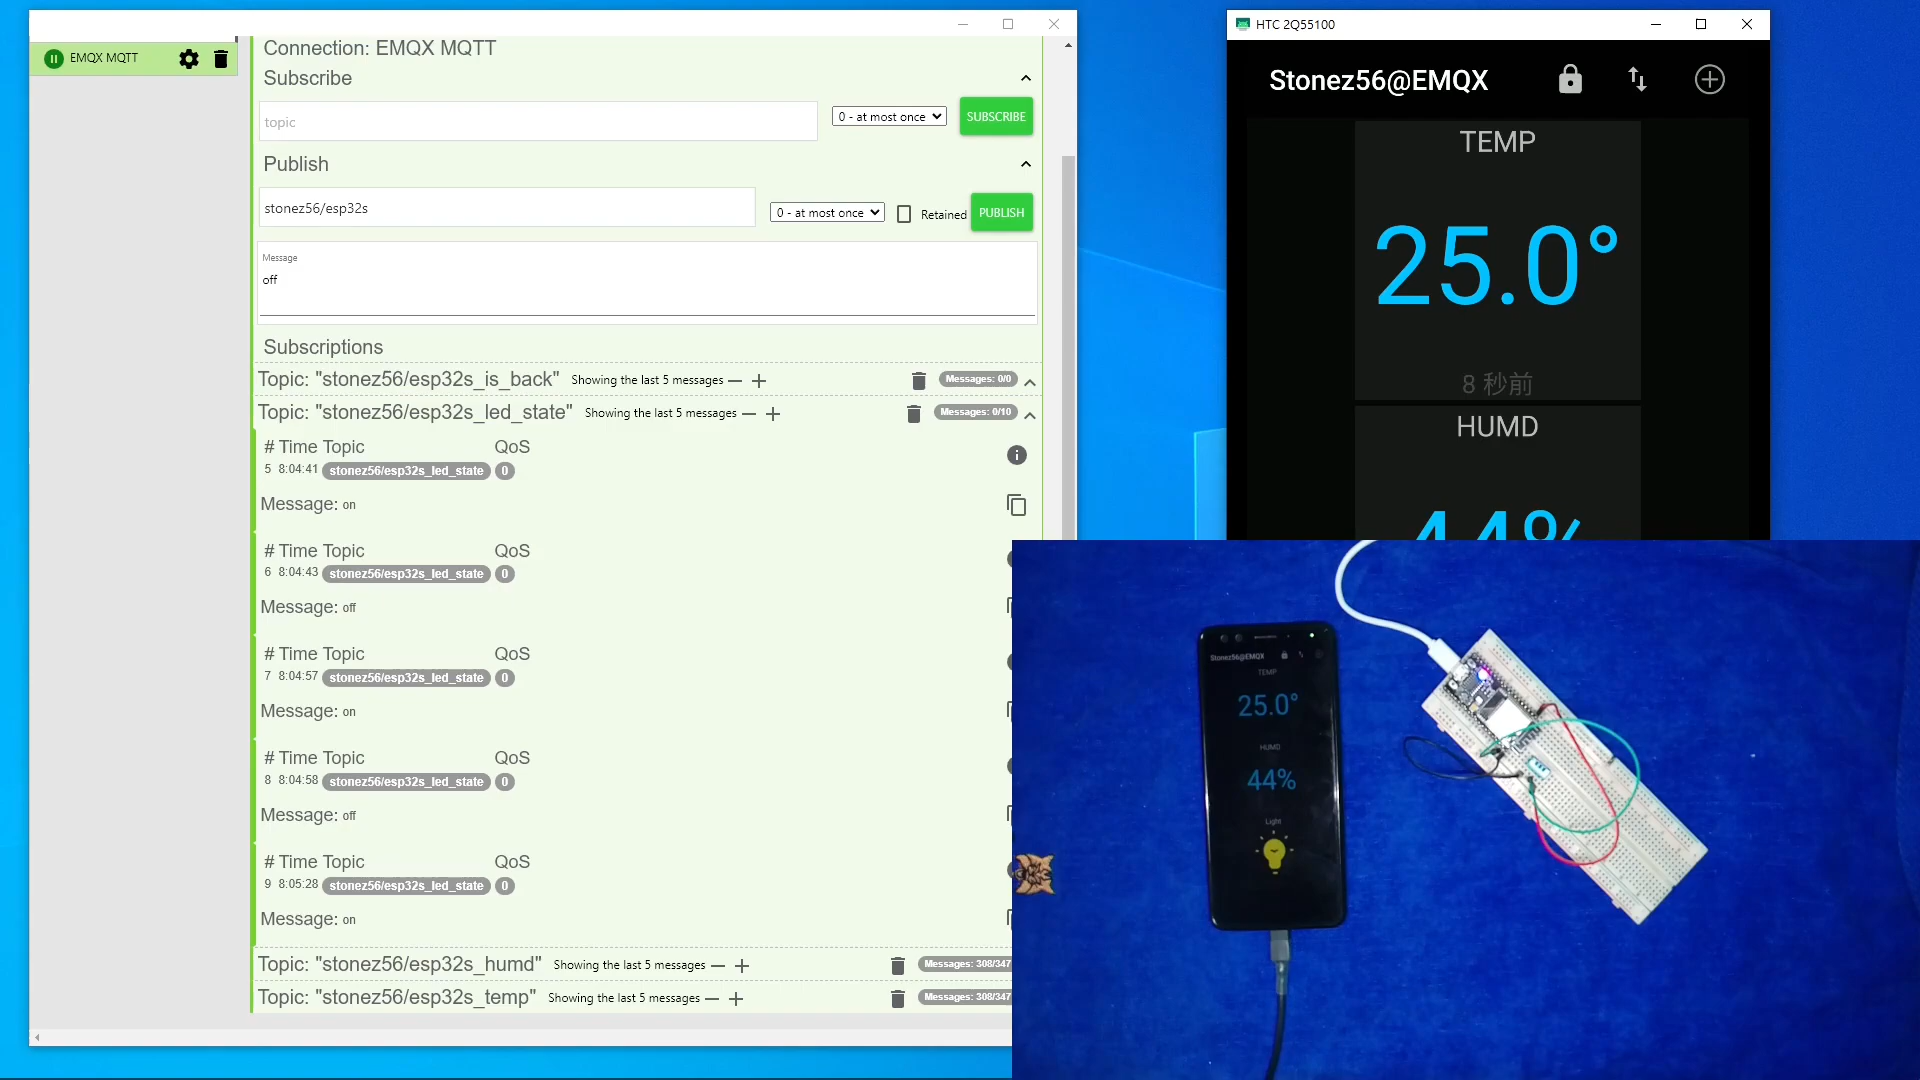 EMQX MQTT
Connection: EMQX MQTT
Subscribe
topic
0 - at most once
SUBSCRIBE
Publish
stonez56/esp32s
0 - at most once
Retained
PUBLISH
Message
off
Subscriptions
Topic: "stonez56/esp32s_is_back" Showing the last 5 messages
Messages: 0/0
Topic: "stonez56/esp32s_led_state" Showing the last 5 messages
Messages: 0/10
# Time Topic QoS
5 8:04:41 stonez56/esp32s_led_state 0
Message: on
# Time Topic QoS
6 8:04:43 stonez56/esp32s_led_state 0
Message: off
# Time Topic QoS
7 8:04:57 stonez56/esp32s_led_state 0
Message: on
# Time Topic QoS
8 8:04:58 stonez56/esp32s_led_state 0
Message: off
# Time Topic QoS
9 8:05:28 stonez56/esp32s_led_state 0
Message: on
Topic: "stonez56/esp32s_humd" Showing the last 5 messages
Messages: 308/347
Topic: "stonez56/esp32s_temp" Showing the last 5 messages
Messages: 308/347
HTC 2Q55100
Stonez56@EMQX
TEMP
25.0°
8 秒前
HUMD
44%
Stonez56@EMQX
TEMP
25.0°
HUMD
44%
Light